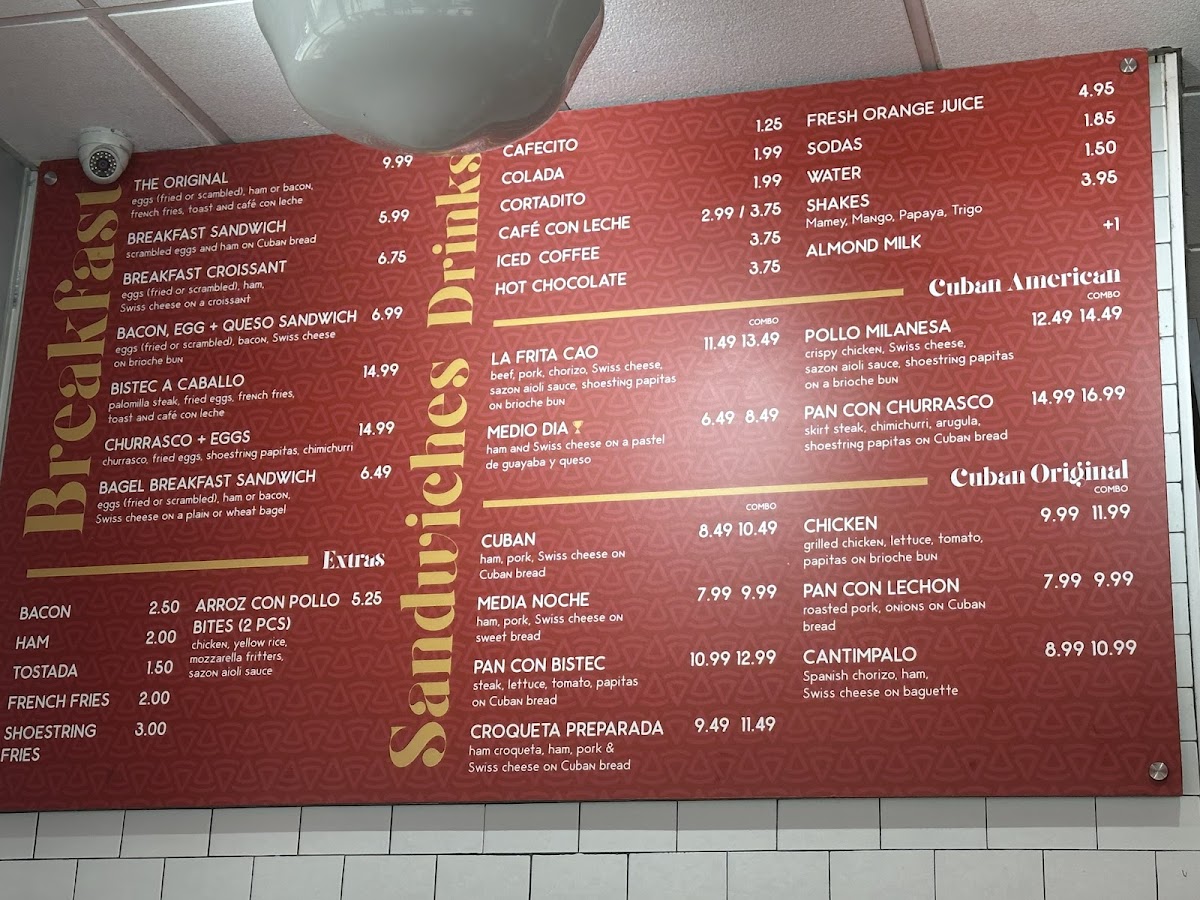 Breakfast
THE ORIGINAL 9.99
eggs (fried or scrambled), ham or bacon,
french fries, toast and café con leche
BREAKFAST SANDWICH 5.99
scrambled eggs and ham on Cuban bread
BREAKFAST CROISSANT 6.75
eggs (fried or scrambled), ham,
Swiss cheese on a croissant
BACON, EGG + QUESO SANDWICH 6.99
eggs (fried or scrambled), bacon, Swiss cheese
on brioche bun
BISTEC A CABALLO 14.99
palomilla steak, fried eggs, french fries,
toast and café con leche
CHURRASCO + EGGS 14.99
churrasco, fried eggs, shoestring papitas, chimichurri
BAGEL BREAKFAST SANDWICH 6.49
eggs (fried or scrambled), ham or bacon,
Swiss cheese on a plain or wheat bagel
Extras
BACON 2.50
HAM 2.00
TOSTADA 1.50
FRENCH FRIES 2.00
SHOESTRING 3.00
FRIES
ARROZ CON POLLO 5.25
BITES (2 PCS)
chicken, yellow rice,
mozzarella fritters,
sazon aioli sauce
Drinks
CAFECITO 1.25
COLADA 1.99
CORTADITO 1.99
CAFÉ CON LECHE 2.99 / 3.75
ICED COFFEE 3.75
HOT CHOCOLATE 3.75
FRESH ORANGE JUICE 4.95
SODAS 1.85
WATER 1.50
SHAKES 3.95
Mamey, Mango, Papaya, Trigo
ALMOND MILK +1
Sandwiches
Cuban American
COMBO
LA FRITA CAO 11.49 13.49
beef, pork, chorizo, Swiss cheese,
sazon aioli sauce, shoesting papitas
on brioche bun
MEDIO DIA 6.49 8.49
ham and Swiss cheese on a pastel
de guayaba y queso
COMBO
POLLO MILANESA 12.49 14.49
crispy chicken, Swiss cheese,
sazon aioli sauce, shoestring papitas
on a brioche bun
PAN CON CHURRASCO 14.99 16.99
skirt steak, chimichurri, arugula,
shoestring papitas on Cuban bread
Cuban Original
COMBO
CUBAN 8.49 10.49
ham, pork, Swiss cheese on
Cuban bread
MEDIA NOCHE 7.99 9.99
ham, pork, Swiss cheese on
sweet bread
PAN CON BISTEC 10.99 12.99
steak, lettuce, tomato, papitas
on Cuban bread
CROQUETA PREPARADA 9.49 11.49
ham croqueta, ham, pork &
Swiss cheese on Cuban bread
COMBO
CHICKEN 9.99 11.99
grilled chicken, lettuce, tomato,
papitas on brioche bun
PAN CON LECHON 7.99 9.99
roasted pork, onions on Cuban
bread
CANTIMPALO 8.99 10.99
Spanish chorizo, ham,
Swiss cheese on baguette